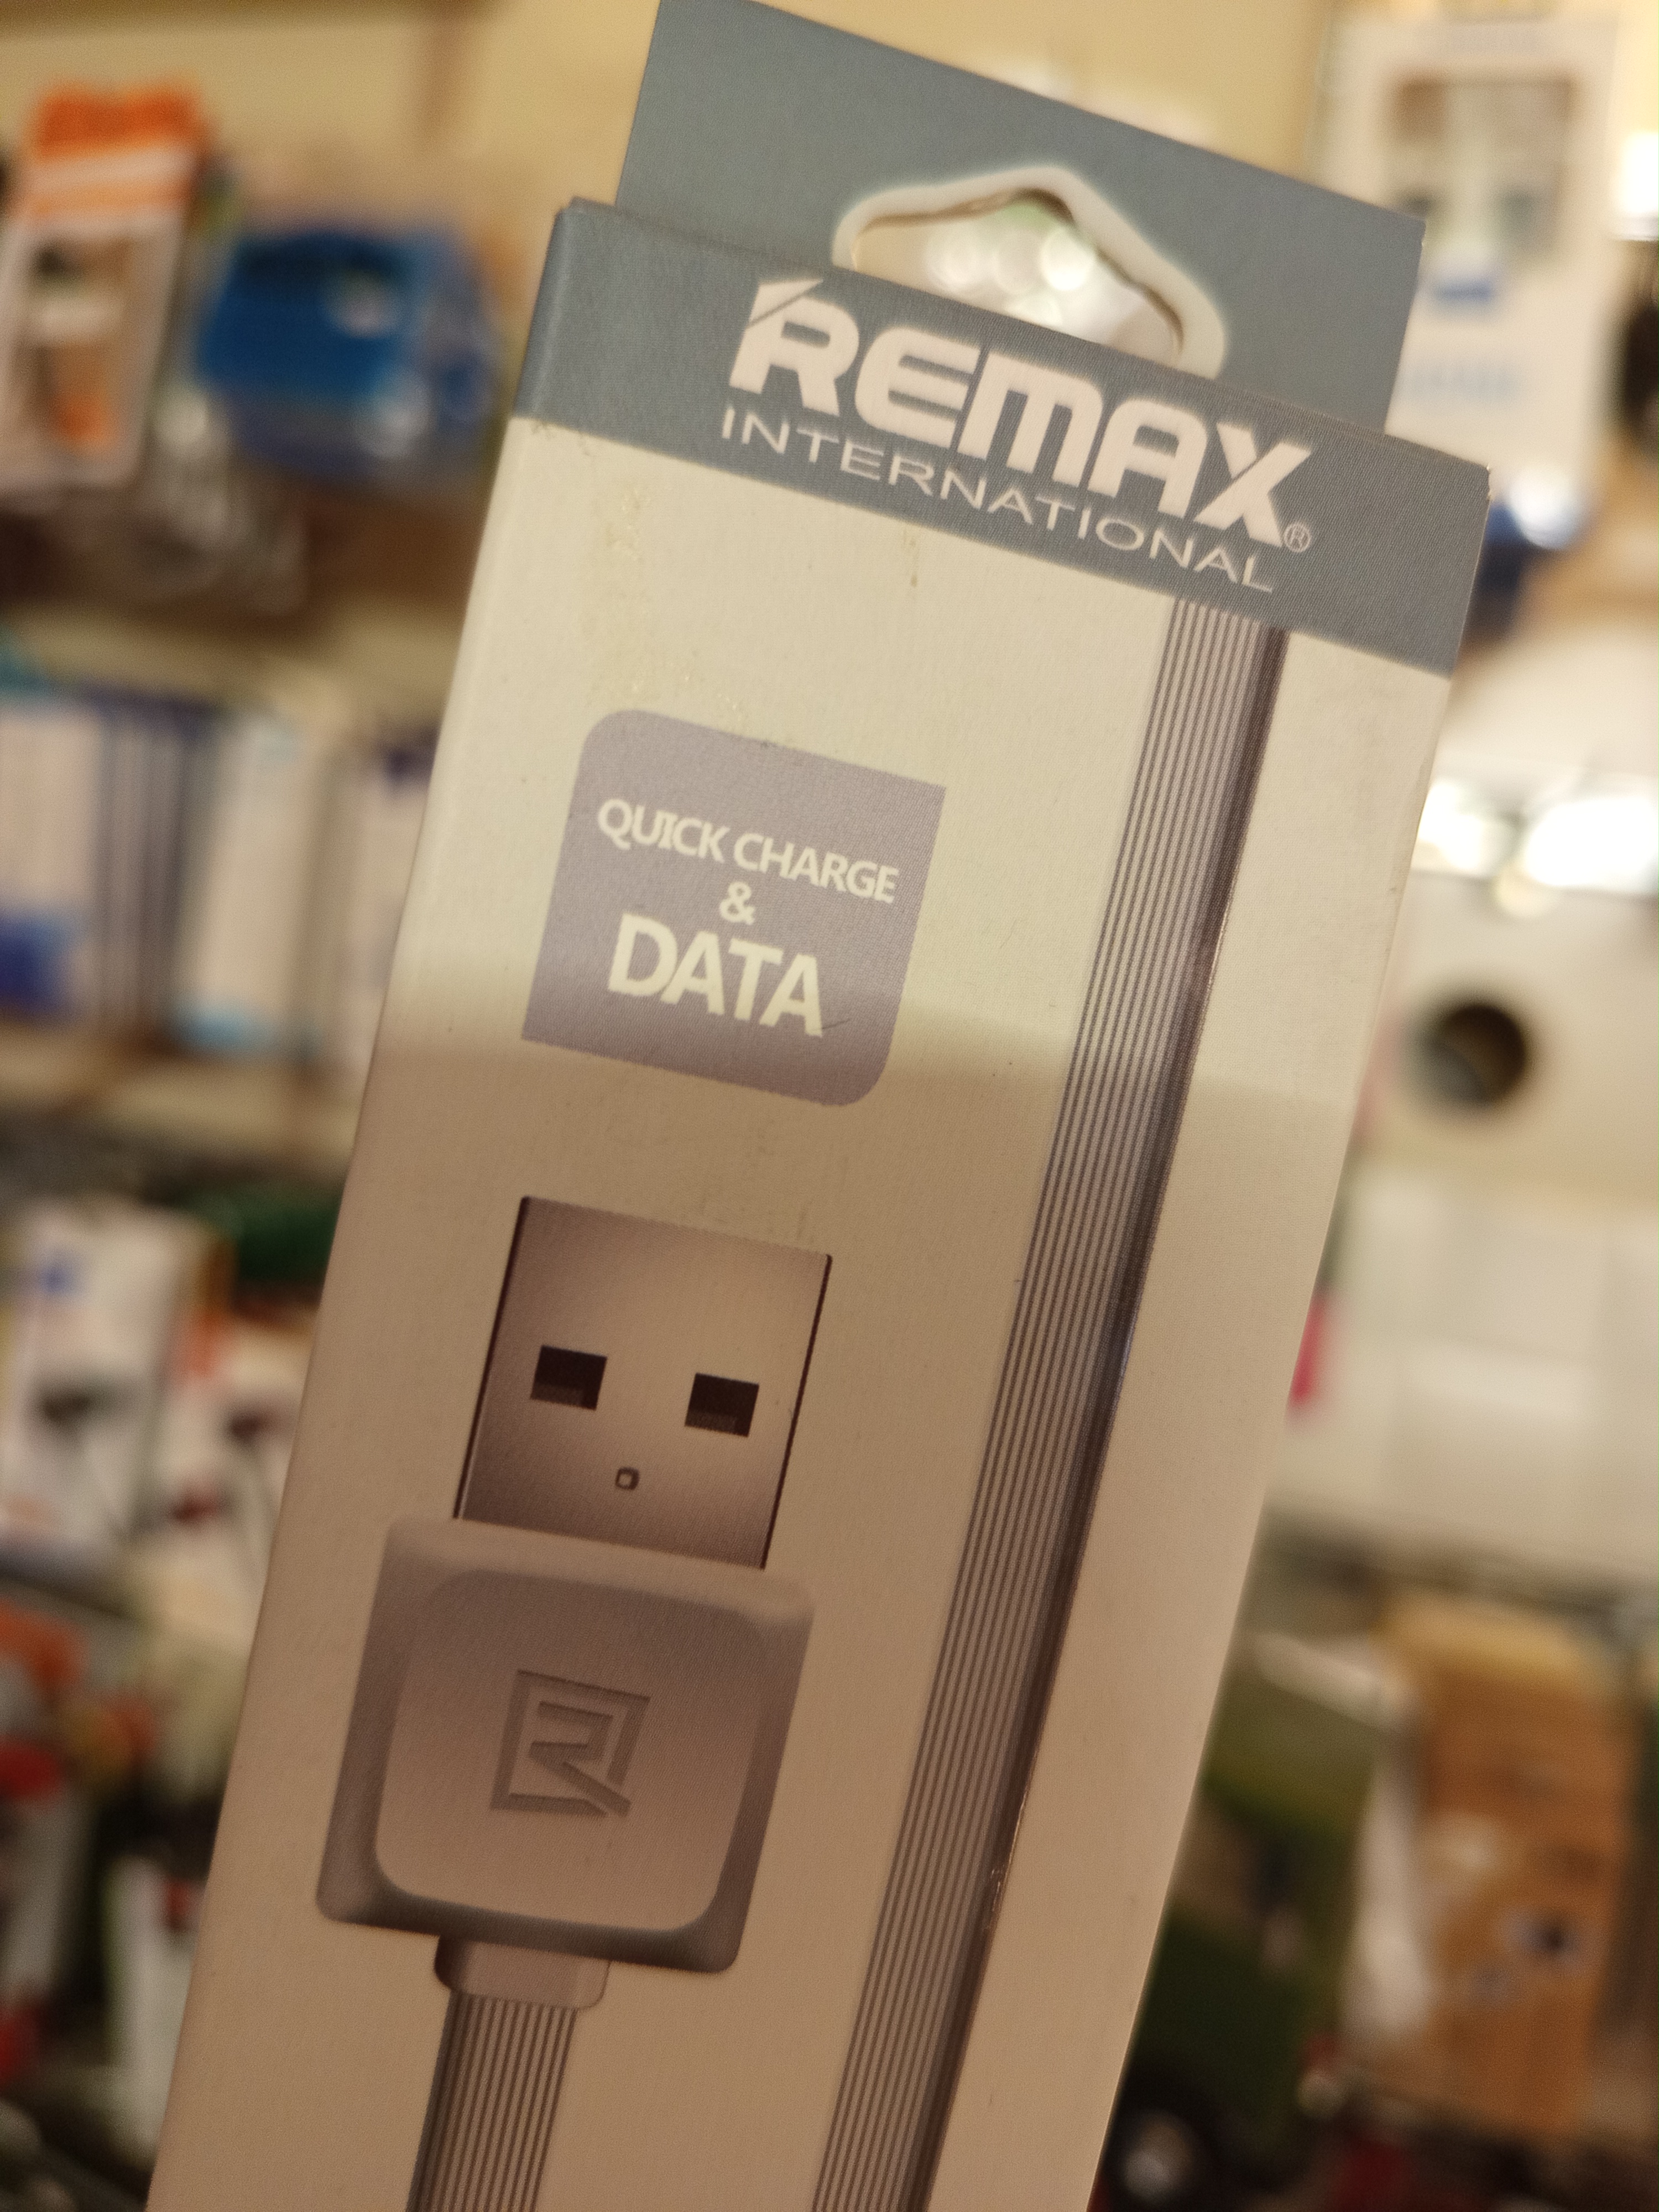 REMAX®
INTERNATIONAL
QUICK CHARGE
&
DATA